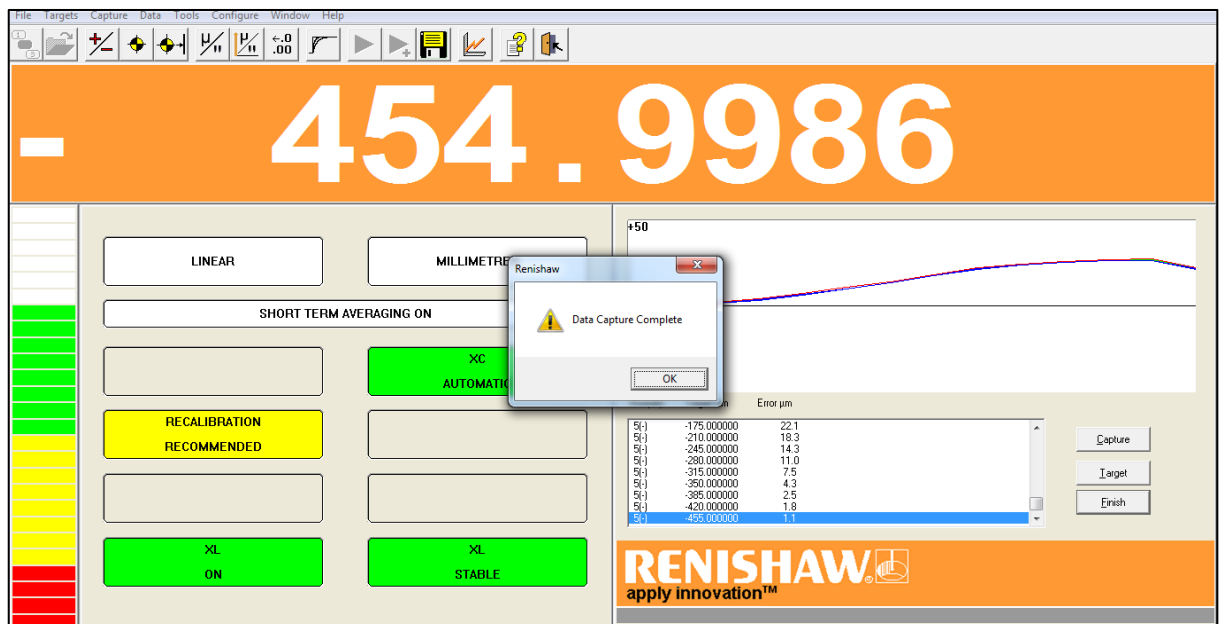 File Targets Capture Data Tools Configure Window Help
- 454.9986
+50
LINEAR
MILLIMETRE
SHORT TERM AVERAGING ON
XC
AUTOMATIC
RECALIBRATION
RECOMMENDED
XL
ON
XL
STABLE
Renishaw
Data Capture Complete
OK
Error µm
5(-) -175.000000 22.1
5(-) -210.000000 18.3
5(-) -245.000000 14.3
5(-) -280.000000 11.0
5(-) -315.000000 7.5
5(-) -350.000000 4.3
5(-) -385.000000 2.5
5(-) -420.000000 1.8
5(-) -455.000000 1.1
Capture
Target
Finish
RENISHAW
apply innovation™